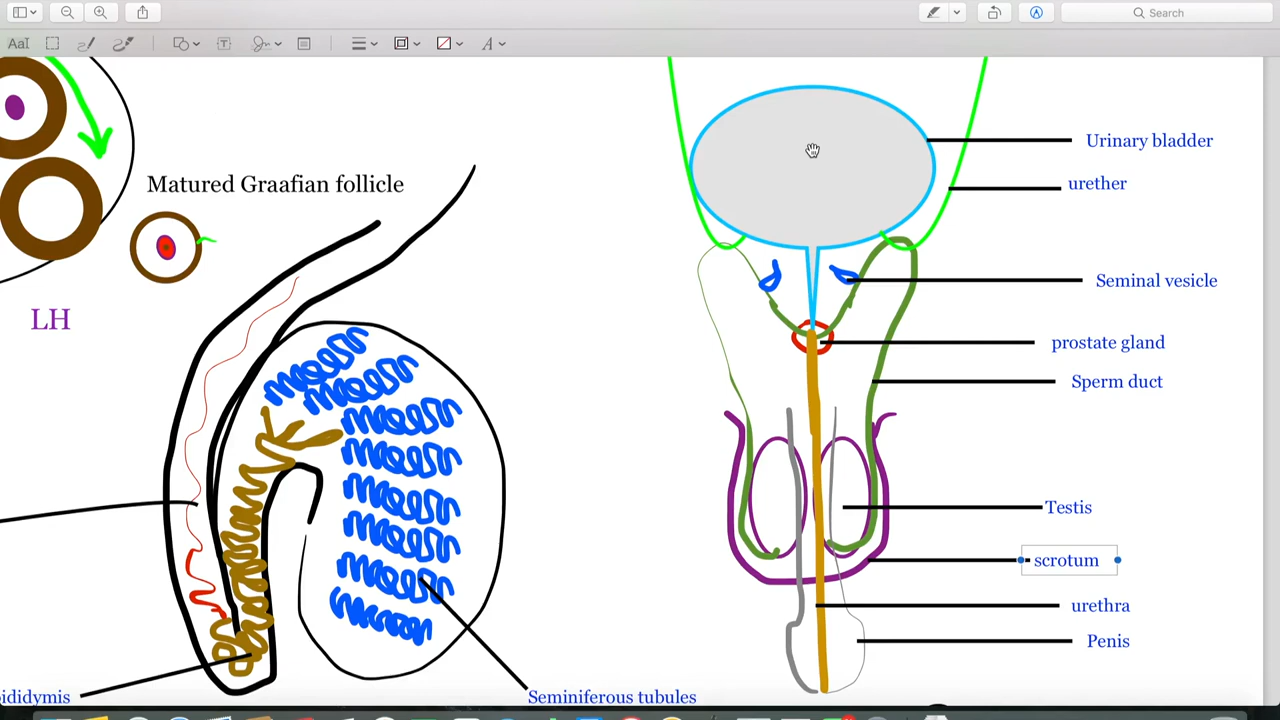 Search
AaI
T
A
Matured Graafian follicle
LH
Urinary bladder
urether
Seminal vesicle
prostate gland
Sperm duct
Testis
scrotum
urethra
Penis
ididymis
Seminiferous tubules